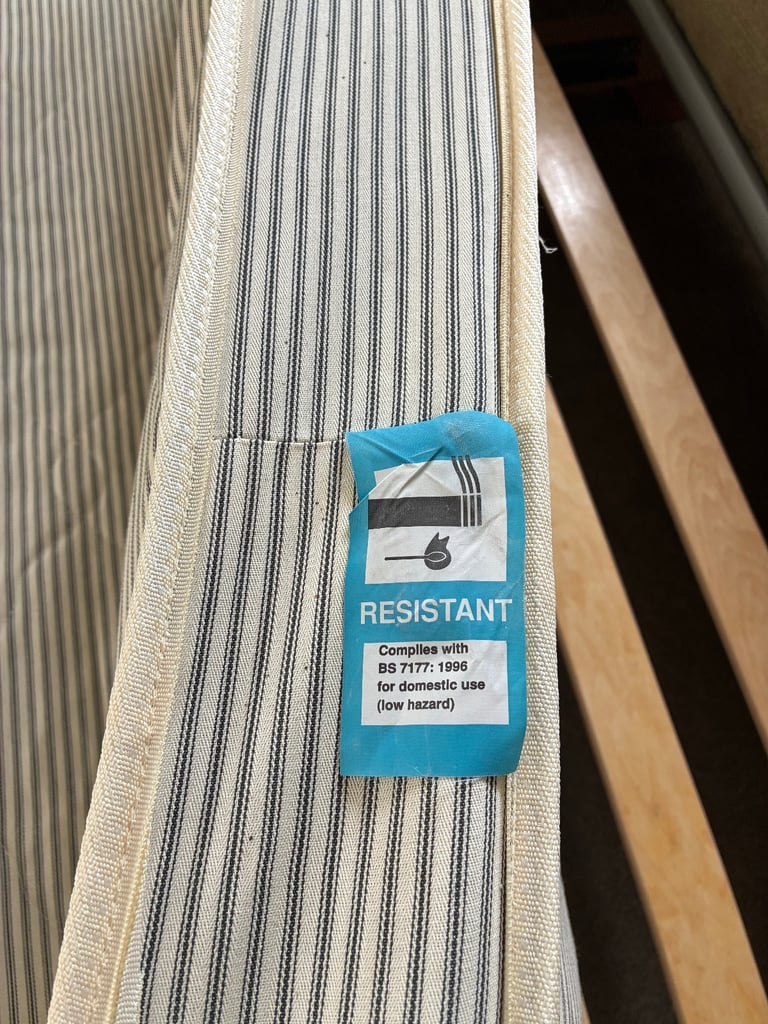 RESISTANT
Complies with
BS 7177: 1996
for domestic use
(low hazard)